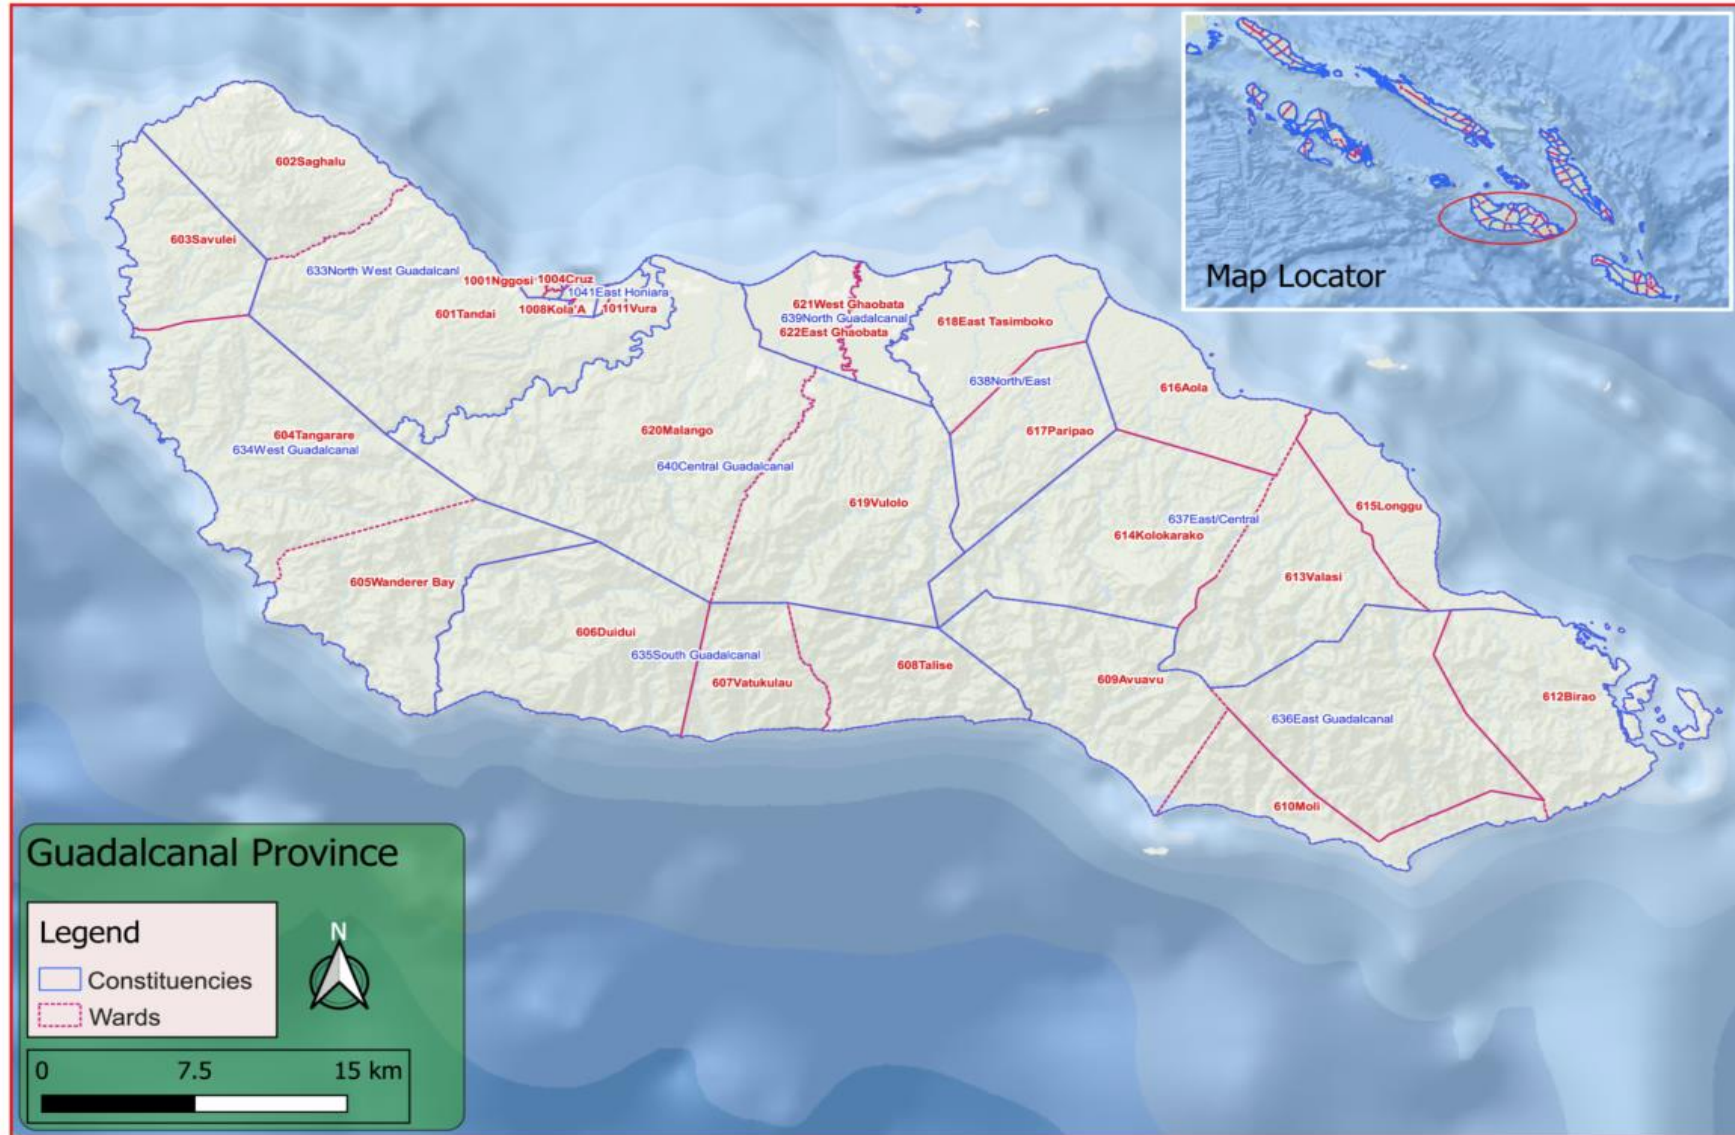 Map Locator
602Saghalu
603Savulei
633North West Guadalcanl
1001Nggosi
1004Cruz
1041East Honiara
1008Kola'A
1011Vura
601Tandai
621West Ghaobata
639North Guadalcanal
622East Ghaobata
618East Tasimboko
638North/East
616Aola
604Tangarare
634West Guadalcanal
620Malango
617Paripao
640Central Guadalcanal
619Vulolo
615Longgu
637East/Central
614Kolokarako
613Valasi
605Wanderer Bay
606Duidui
635South Guadalcanal
607Vatukulau
608Talise
609Avuavu
612Birao
636East Guadalcanal
610Moli
Guadalcanal Province
Legend
Constituencies
Wards
N
0 7.5 15 km